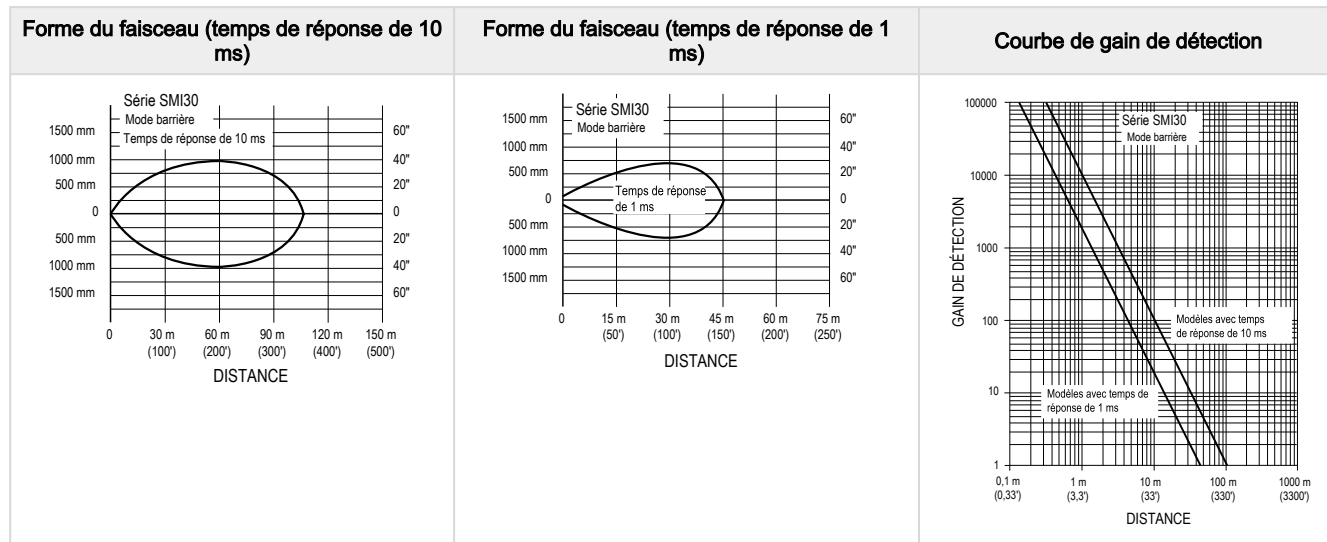 Forme du faisceau (temps de réponse de 10
ms)
Forme du faisceau (temps de réponse de 1
ms)
Courbe de gain de détection
Série SMI30
Mode barrière
Temps de réponse de 10 ms
1500 mm
1000 mm
500 mm
0
500 mm
1000 mm
1500 mm
60"
40"
20"
0
20"
40"
60"
0 30 m 60 m 90 m 120 m 150 m
(100') (200') (300') (400') (500')
DISTANCE
Série SMI30
Mode barrière
Temps de réponse
de 1 ms
1500 mm
1000 mm
500 mm
0
500 mm
1000 mm
1500 mm
60"
40"
20"
0
20"
40"
60"
0 15 m 30 m 45 m 60 m 75 m
(50') (100') (150') (200') (250')
DISTANCE
Série SMI30
Mode barrière
100000
10000
1000
100
10
1
GAIN DE DÉTECTION
Modèles avec temps
de réponse de 10 ms
Modèles avec temps de
réponse de 1 ms
0,1 m 1 m 10 m 100 m 1000 m
(0,33') (3,3') (33') (330') (3300')
DISTANCE